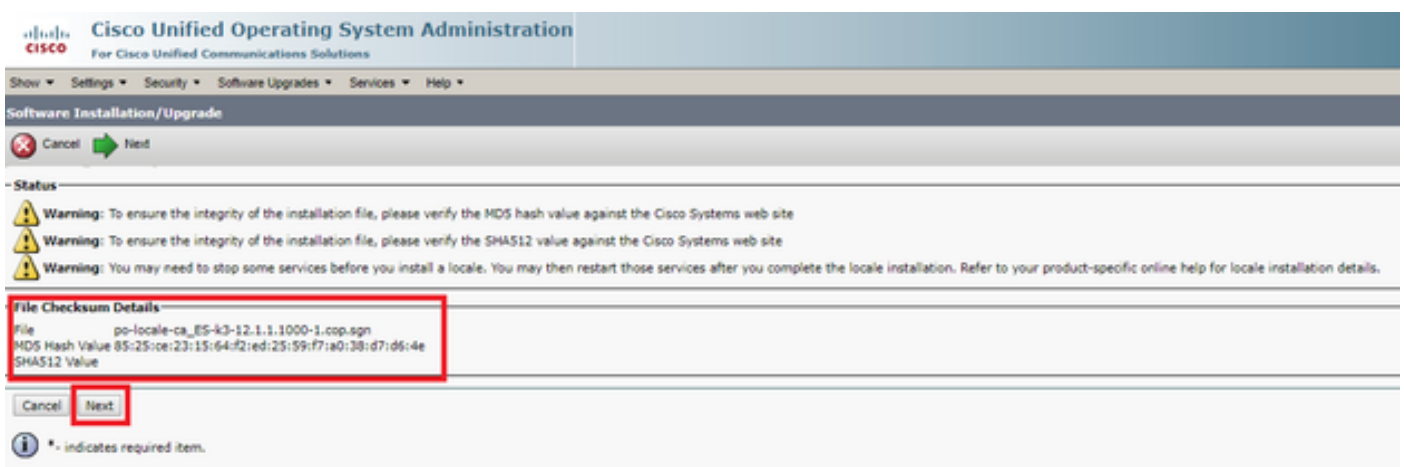 CISCO
Cisco Unified Operating System Administration
For Cisco Unified Communications Solutions
Show Settings Security Software Upgrades Services Help
Software Installation/Upgrade
Cancel Next
Status
Warning: To ensure the integrity of the installation file, please verify the MD5 hash value against the Cisco Systems web site
Warning: To ensure the integrity of the installation file, please verify the SHA512 value against the Cisco Systems web site
Warning: You may need to stop some services before you install a locale. You may then restart those services after you complete the locale installation. Refer to your product-specific online help for locale installation details.
File Checksum Details
File po-locale-ca_ES-k3-12.1.1.1000-1.cop.sgn
MD5 Hash Value 85:25:ce:23:15:64:f2:ed:25:59:f7:a0:38:d7:d6:4e
SHA512 Value
Cancel Next
*- indicates required item.